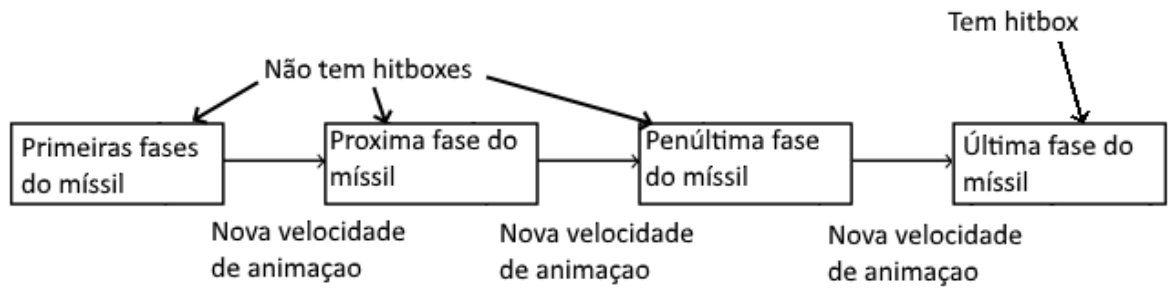 Tem hitbox
Não tem hitboxes
Primeiras fases
do míssil
Proxima fase do
míssil
Penúltima fase
do míssil
Última fase do
míssil
Nova velocidade
de animaçao
Nova velocidade
de animaçao
Nova velocidade
de animaçao